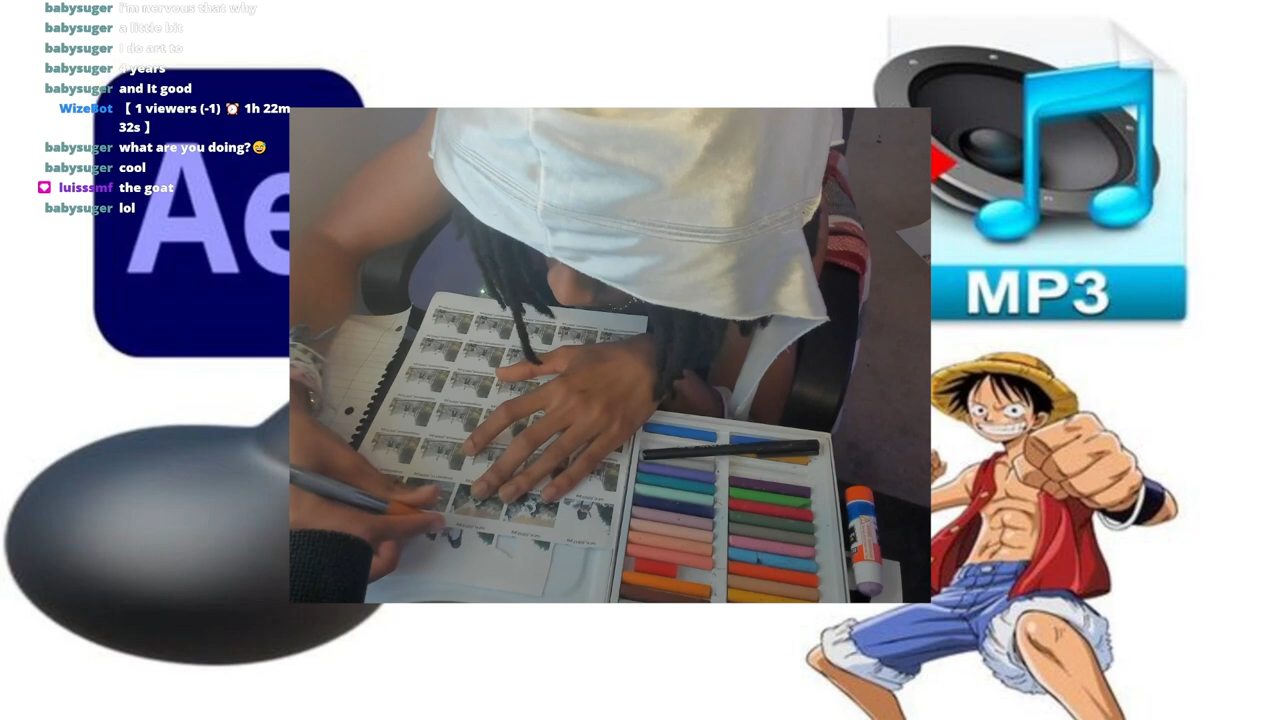 babysuger i'm nervous that why
babysuger a little bit
babysuger I do art to
babysuger 4 years
babysuger and It good
WizeBot 【 1 viewers (-1) ⏰ 1h 22m
32s 】
babysuger what are you doing?😅
babysuger cool
luisssmf the goat
babysuger lol
Ae
MP3